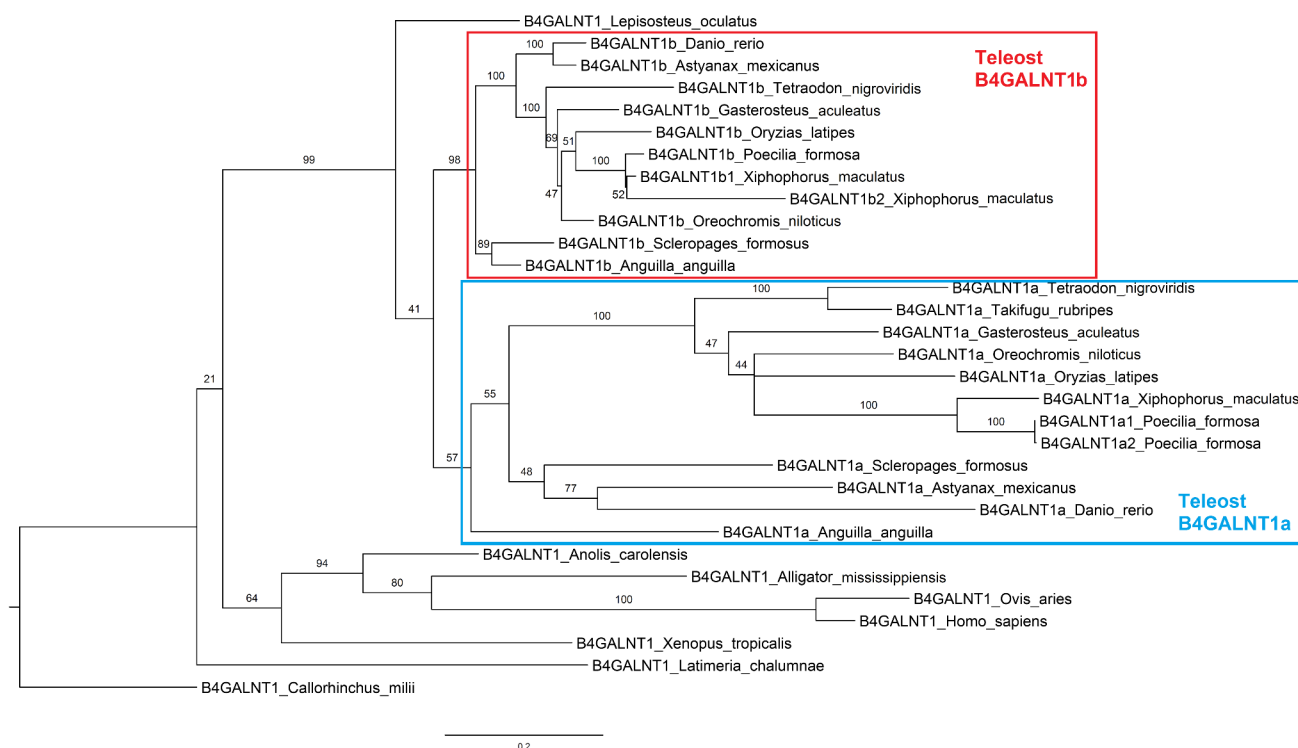 B4GALNT1_Lepisosteus_oculatus
100
B4GALNT1b_Danio_rerio
Teleost
B4GALNT1b
B4GALNT1b_Astyanax_mexicanus
100
B4GALNT1b_Tetraodon_nigroviridis
100
B4GALNT1b_Gasterosteus_aculeatus
69
51
B4GALNT1b_Oryzias_latipes
99
98
100
B4GALNT1b_Poecilia_formosa
B4GALNT1b1_Xiphophorus_maculatus
47
52
B4GALNT1b2_Xiphophorus_maculatus
B4GALNT1b_Oreochromis_niloticus
89
B4GALNT1b_Scleropages_formosus
B4GALNT1b_Anguilla_anguilla
100
B4GALNT1a_Tetraodon_nigroviridis
41
100
B4GALNT1a_Takifugu_rubripes
B4GALNT1a_Gasterosteus_aculeatus
47
B4GALNT1a_Oreochromis_niloticus
44
B4GALNT1a_Oryzias_latipes
21
55
B4GALNT1a_Xiphophorus_maculatus
100
100
B4GALNT1a1_Poecilia_formosa
B4GALNT1a2_Poecilia_formosa
57
48
B4GALNT1a_Scleropages_formosus
77
B4GALNT1a_Astyanax_mexicanus
B4GALNT1a_Danio_rerio
Teleost
B4GALNT1a
B4GALNT1a_Anguilla_anguilla
94
B4GALNT1_Anolis_carolensis
80
B4GALNT1_Alligator_mississippiensis
64
100
B4GALNT1_Ovis_aries
B4GALNT1_Homo_sapiens
B4GALNT1_Xenopus_tropicalis
B4GALNT1_Latimeria_chalumnae
B4GALNT1_Callorhinchus_milii
0.2